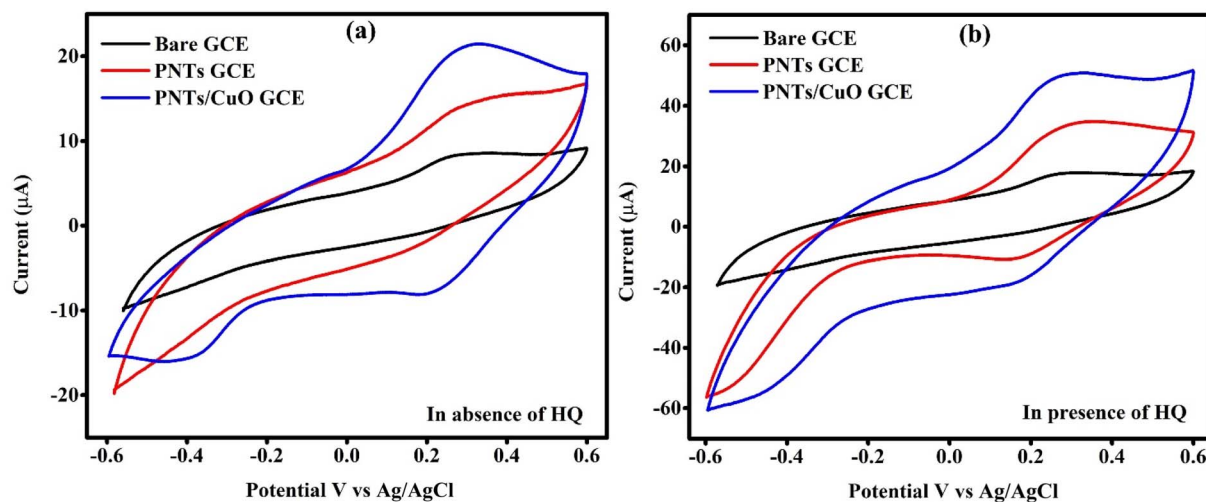 (a)
Bare GCE
PNTs GCE
PNTs/CuO GCE
20
10
0
-10
-20
Current (μA)
In absence of HQ
-0.6
-0.4
-0.2
0.0
0.2
0.4
0.6
Potential V vs Ag/AgCl
(b)
Bare GCE
PNTs GCE
PNTs/CuO GCE
60
40
20
0
-20
-40
-60
Current (μA)
In presence of HQ
-0.6
-0.4
-0.2
0.0
0.2
0.4
0.6
Potential V vs Ag/AgCl